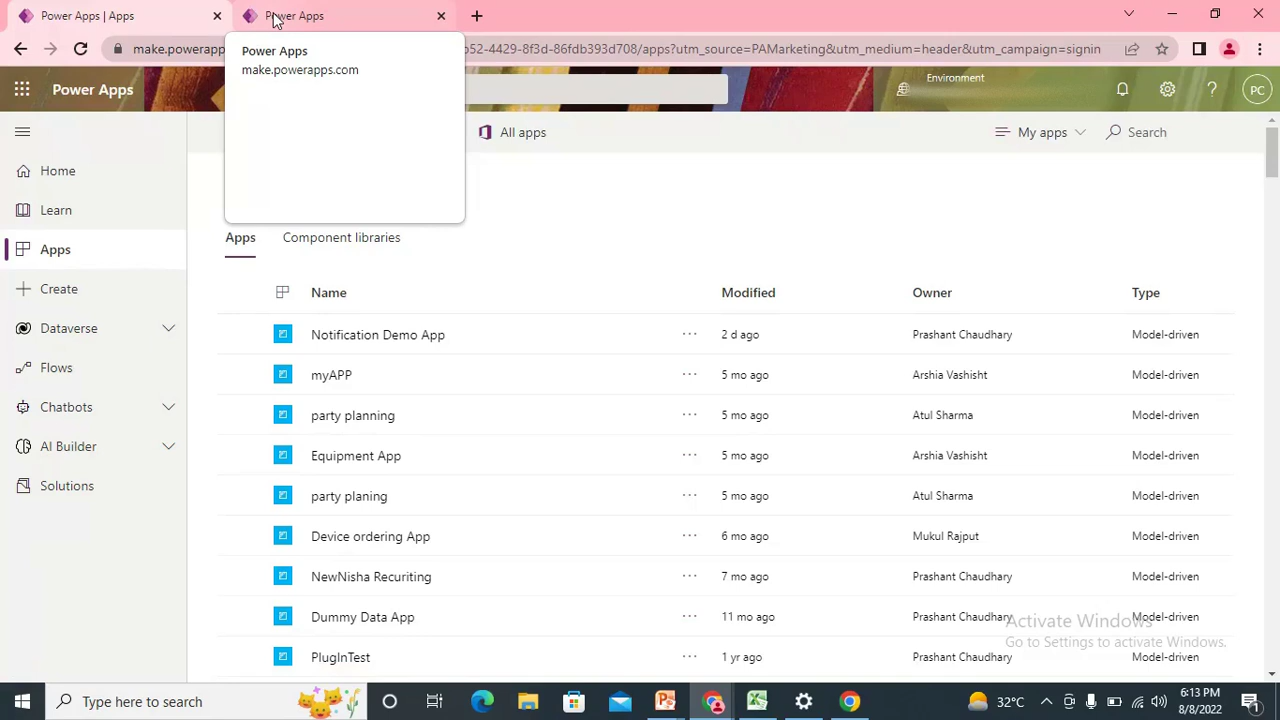 Power Apps | Apps
Power Apps
make.powerapp
b52-4429-8f3d-86fdb393d708/apps?utm_source=PAMarketing&utm_medium=header&utm_campaign=signin
Power Apps
make.powerapps.com
Power Apps
Environment
PC
All apps
My apps
Search
Home
Learn
Apps
Create
Dataverse
Flows
Chatbots
AI Builder
Solutions
Apps Component libraries
Name Modified Owner Type
Notification Demo App ··· 2 d ago Prashant Chaudhary Model-driven
myAPP ··· 5 mo ago Arshia Vashisht Model-driven
party planning ··· 5 mo ago Atul Sharma Model-driven
Equipment App ··· 5 mo ago Arshia Vashisht Model-driven
party planing ··· 5 mo ago Atul Sharma Model-driven
Device ordering App ··· 6 mo ago Mukul Rajput Model-driven
NewNisha Recuriting ··· 7 mo ago Prashant Chaudhary Model-driven
Dummy Data App ··· 11 mo ago Prashant Chaudhary Model-driven
PlugInTest ··· 1 yr ago Prashant Chaudhary Model-driven
Activate Windows
Go to Settings to activate Windows.
Type here to search
32°C
6:13 PM
8/8/2022
1